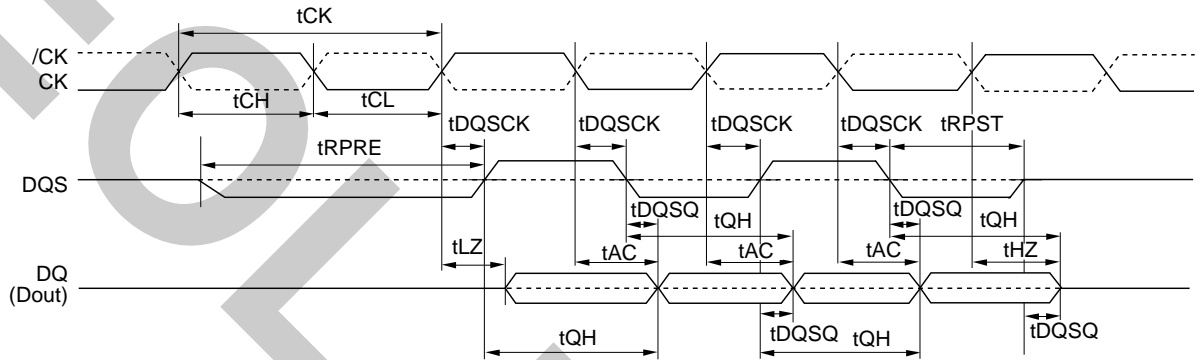 tCK
/CK
CK
tCH
tCL
tDQSCK
tDQSCK
tDQSCK
tDQSCK
tRPST
tRPRE
DQS
tDQSQ
tQH
tDQSQ
tQH
tLZ
tAC
tAC
tAC
tHZ
DQ
(Dout)
tQH
tDQSQ
tQH
tDQSQ